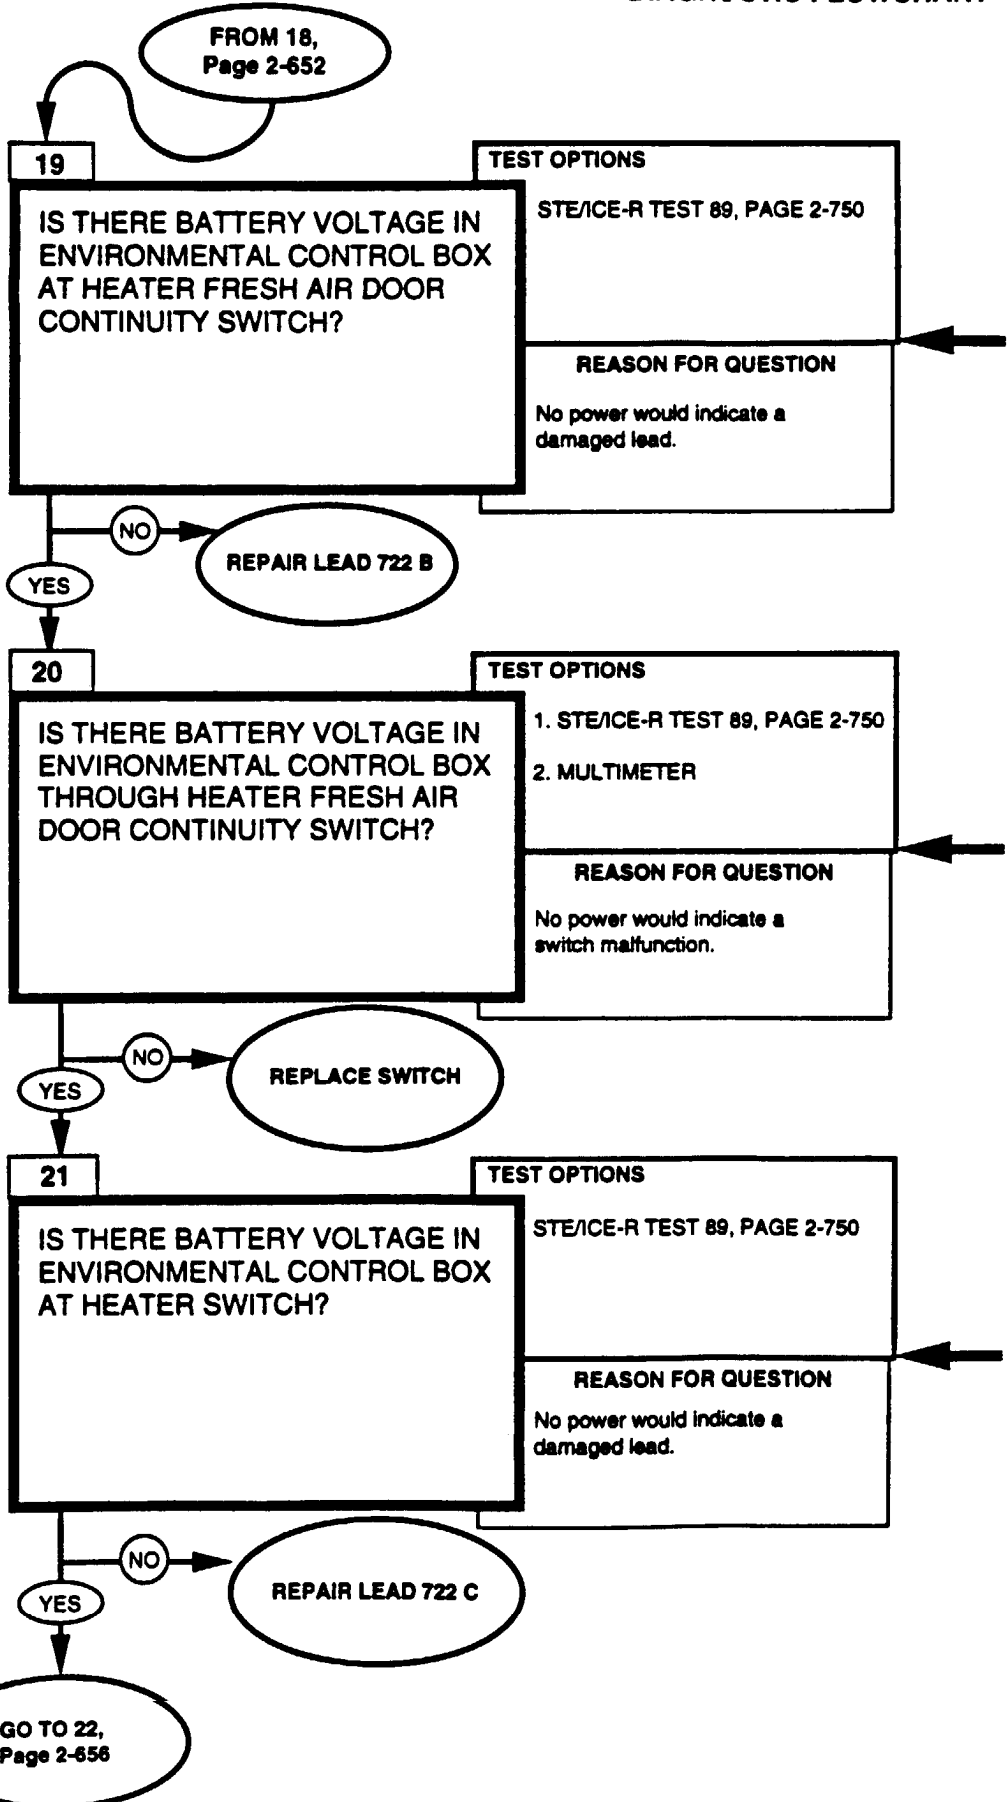 FROM 18,
Page 2-652
19
IS THERE BATTERY VOLTAGE IN
ENVIRONMENTAL CONTROL BOX
AT HEATER FRESH AIR DOOR
CONTINUITY SWITCH?
TEST OPTIONS
STE/ICE-R TEST 89, PAGE 2-750
REASON FOR QUESTION
No power would indicate a
damaged lead.
NO
REPAIR LEAD 722 B
YES
20
IS THERE BATTERY VOLTAGE IN
ENVIRONMENTAL CONTROL BOX
THROUGH HEATER FRESH AIR
DOOR CONTINUITY SWITCH?
TEST OPTIONS
1. STE/ICE-R TEST 89, PAGE 2-750
2. MULTIMETER
REASON FOR QUESTION
No power would indicate a
switch malfunction.
NO
REPLACE SWITCH
YES
21
IS THERE BATTERY VOLTAGE IN
ENVIRONMENTAL CONTROL BOX
AT HEATER SWITCH?
TEST OPTIONS
STE/ICE-R TEST 89, PAGE 2-750
REASON FOR QUESTION
No power would indicate a
damaged lead.
NO
REPAIR LEAD 722 C
YES
GO TO 22,
Page 2-656